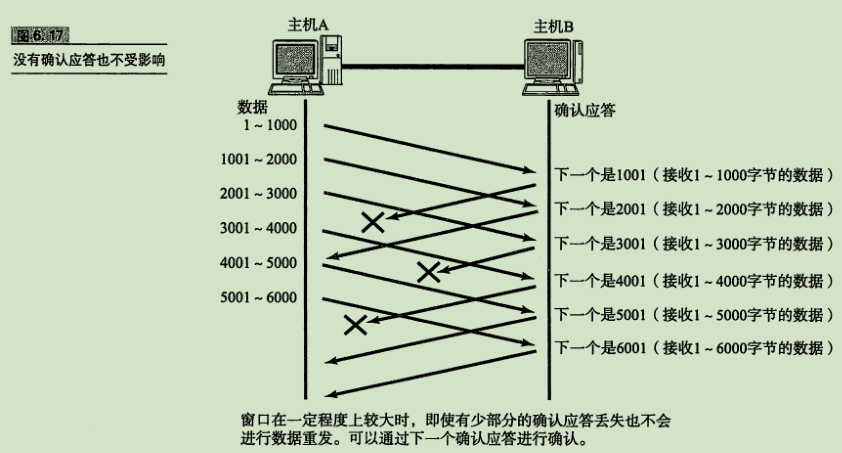 图6.17
没有确认应答也不受影响
主机A
主机B
数据
确认应答
1~1000
1001~2000
2001~3000
3001~4000
4001~5000
5001~6000
下一个是1001（接收1~1000字节的数据）
下一个是2001（接收1~2000字节的数据）
下一个是3001（接收1~3000字节的数据）
下一个是4001（接收1~4000字节的数据）
下一个是5001（接收1~5000字节的数据）
下一个是6001（接收1~6000字节的数据）
窗口在一定程度上较大时，即使有少部分的确认应答丢失也不会
进行数据重发。可以通过下一个确认应答进行确认。